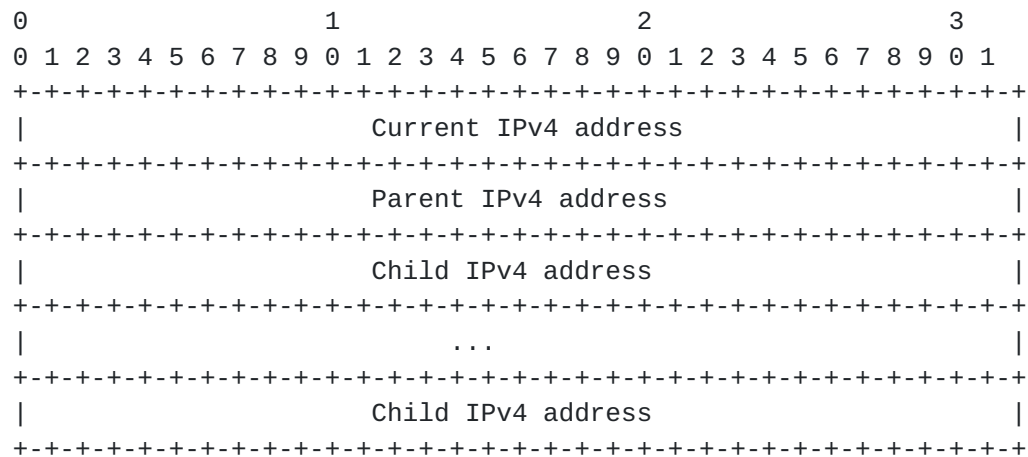 0                   1                   2                   3
0 1 2 3 4 5 6 7 8 9 0 1 2 3 4 5 6 7 8 9 0 1 2 3 4 5 6 7 8 9 0 1
+-+-+-+-+-+-+-+-+-+-+-+-+-+-+-+-+-+-+-+-+-+-+-+-+-+-+-+-+-+-+-+-+
|                      Current IPv4 address                     |
+-+-+-+-+-+-+-+-+-+-+-+-+-+-+-+-+-+-+-+-+-+-+-+-+-+-+-+-+-+-+-+-+
|                      Parent IPv4 address                      |
+-+-+-+-+-+-+-+-+-+-+-+-+-+-+-+-+-+-+-+-+-+-+-+-+-+-+-+-+-+-+-+-+
|                      Child IPv4 address                       |
+-+-+-+-+-+-+-+-+-+-+-+-+-+-+-+-+-+-+-+-+-+-+-+-+-+-+-+-+-+-+-+-+
|                           ...                                 |
+-+-+-+-+-+-+-+-+-+-+-+-+-+-+-+-+-+-+-+-+-+-+-+-+-+-+-+-+-+-+-+-+
|                      Child IPv4 address                       |
+-+-+-+-+-+-+-+-+-+-+-+-+-+-+-+-+-+-+-+-+-+-+-+-+-+-+-+-+-+-+-+-+